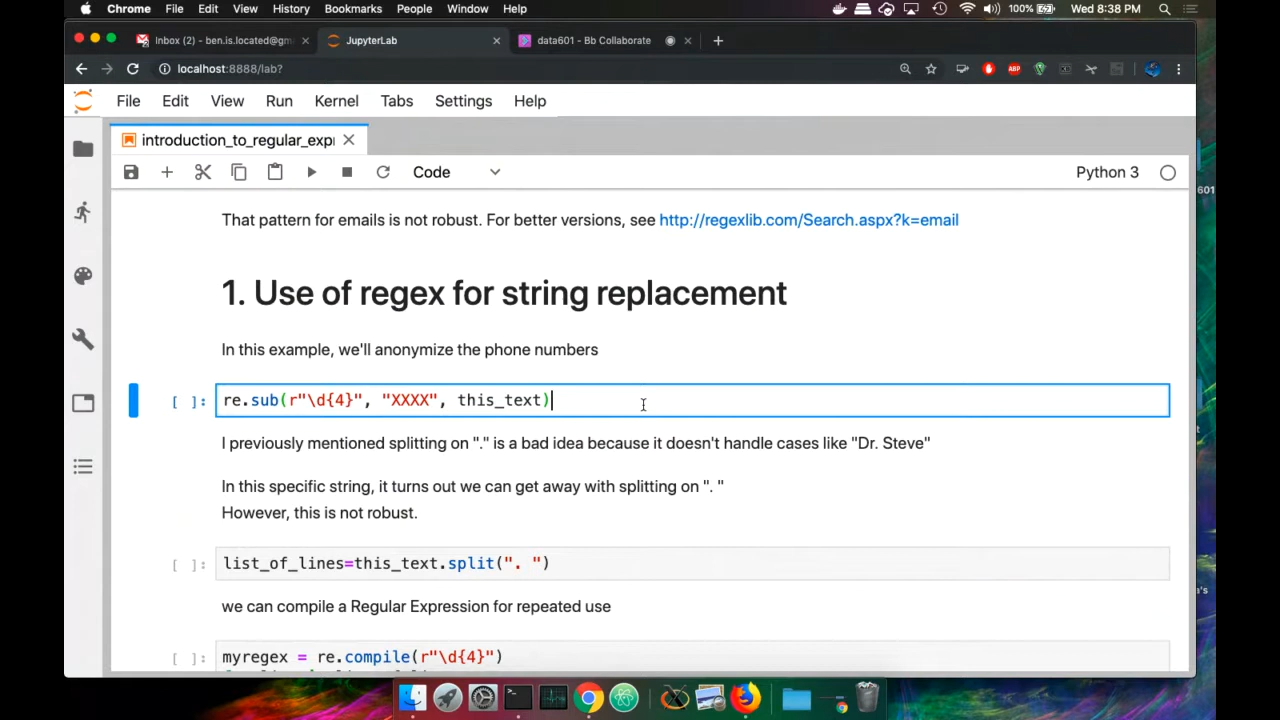 Chrome File Edit View History Bookmarks People Window Help 100% Wed 8:38 PM
Inbox (2) - ben.is.located@gm JupyterLab data601 - Bb Collaborate
localhost:8888/lab? ABP
File Edit View Run Kernel Tabs Settings Help
introduction_to_regular_exp
Code Python 3
601
That pattern for emails is not robust. For better versions, see http://regexlib.com/Search.aspx?k=email
1. Use of regex for string replacement
In this example, we'll anonymize the phone numbers
[ ]: re.sub(r"\d{4}", "XXXX", this_text)
I previously mentioned splitting on "." is a bad idea because it doesn't handle cases like "Dr. Steve"
In this specific string, it turns out we can get away with splitting on ". "
However, this is not robust.
[ ]: list_of_lines=this_text.split(". ")
we can compile a Regular Expression for repeated use
[ ]: myregex = re.compile(r"\d{4}")